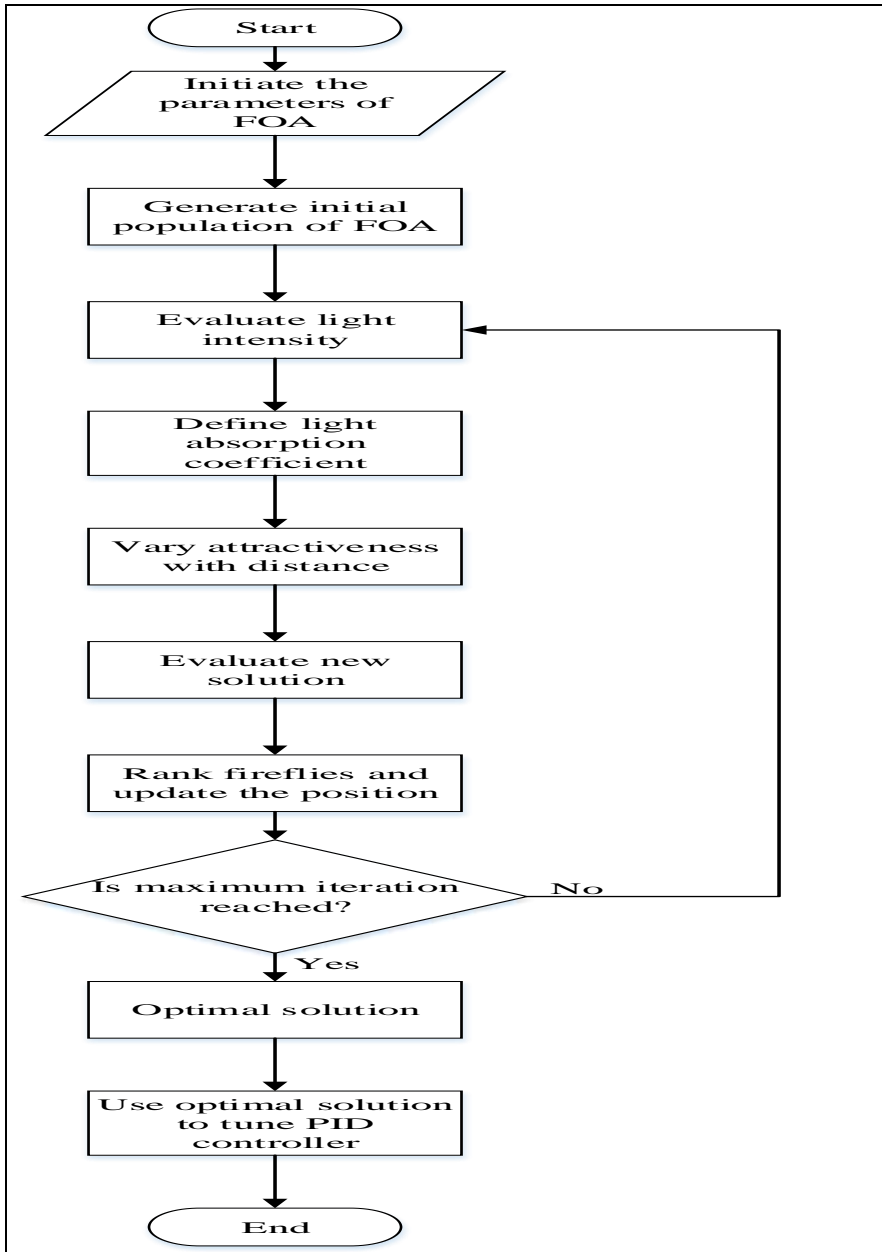 Start
Initiate the
parameters of
FOA
Generate initial
population of FOA
Evaluate light
intensity
Define light
absorption
coefficient
Vary attractiveness
with distance
Evaluate new
solution
Rank fireflies and
update the position
Is maximum iteration
reached?
No
Yes
Optimal solution
Use optimal solution
to tune PID
controller
End